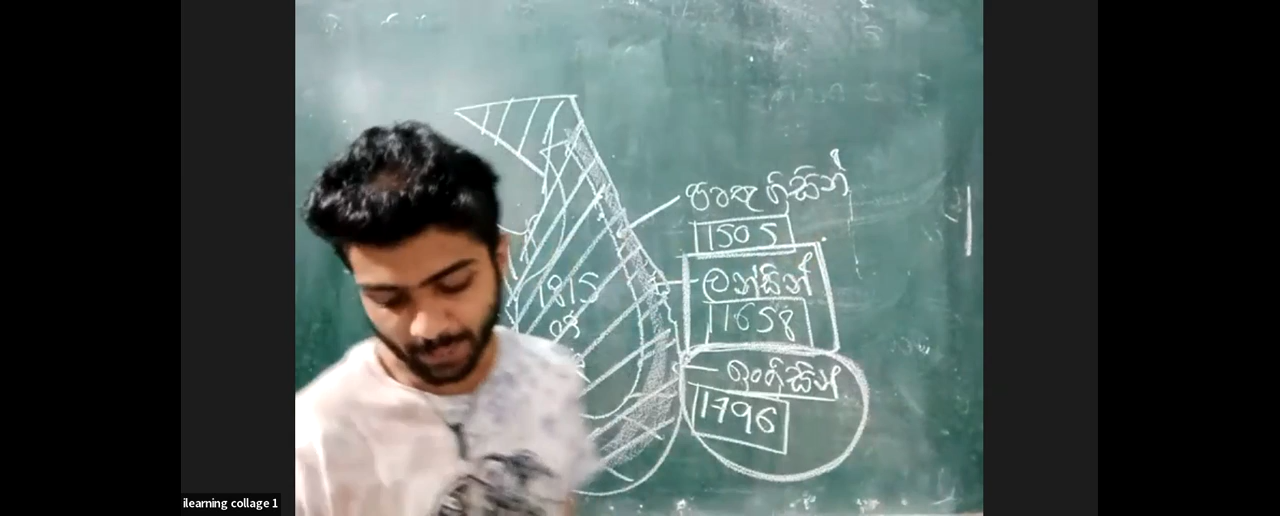 පෘතුගීසීන්
1505
ලන්සීන්
1658
ඉංග්‍රීසීන්
1796
1815
ilearning collage 1